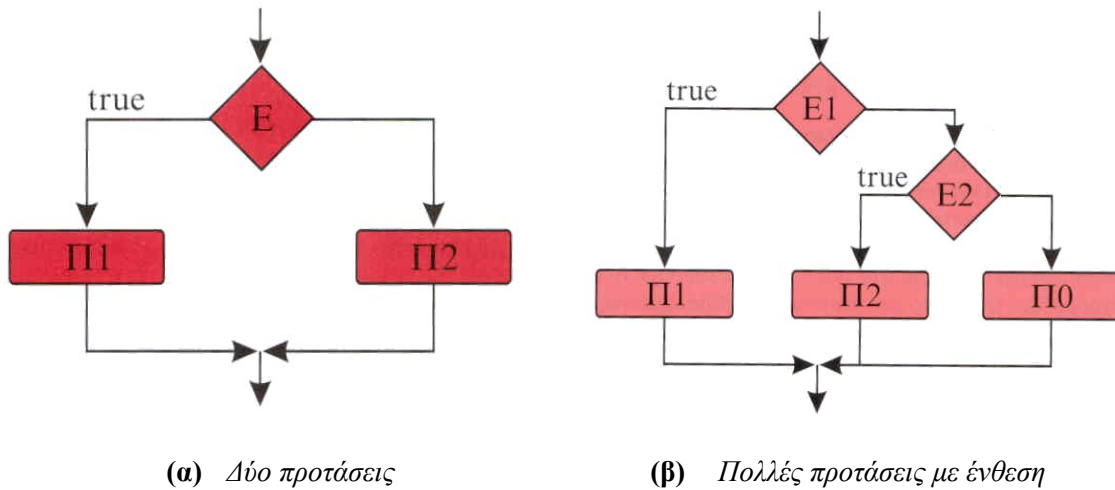 true
E
Π1
Π2
true
E1
true
E2
Π1
Π2
Π0
(α) Δύο προτάσεις
(β) Πολλές προτάσεις με ένθεση